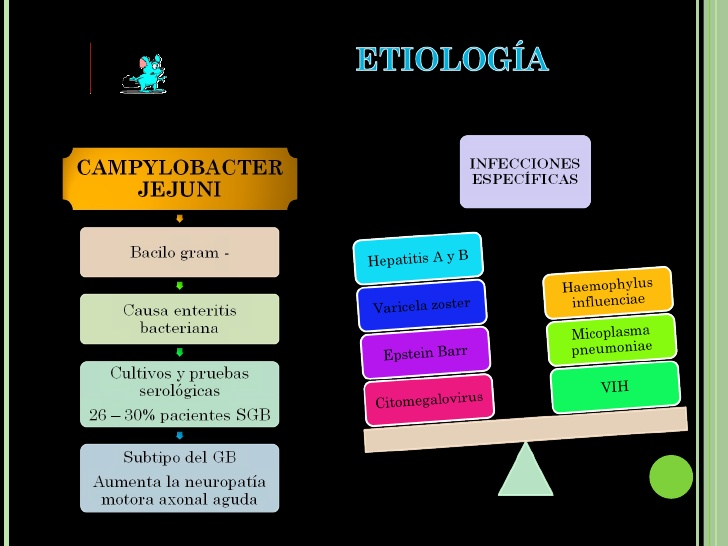 ETIOLOGÍA
CAMPYLOBACTER
JEJUNI
Bacilo gram -
Causa enteritis
bacteriana
Cultivos y pruebas
serológicas
26 – 30% pacientes SGB
Subtipo del GB
Aumenta la neuropatía
motora axonal aguda
INFECCIONES
ESPECÍFICAS
Hepatitis A y B
Varicela zoster
Epstein Barr
Citomegalovirus
Haemophylus
influenciae
Micoplasma
pneumoniae
VIH